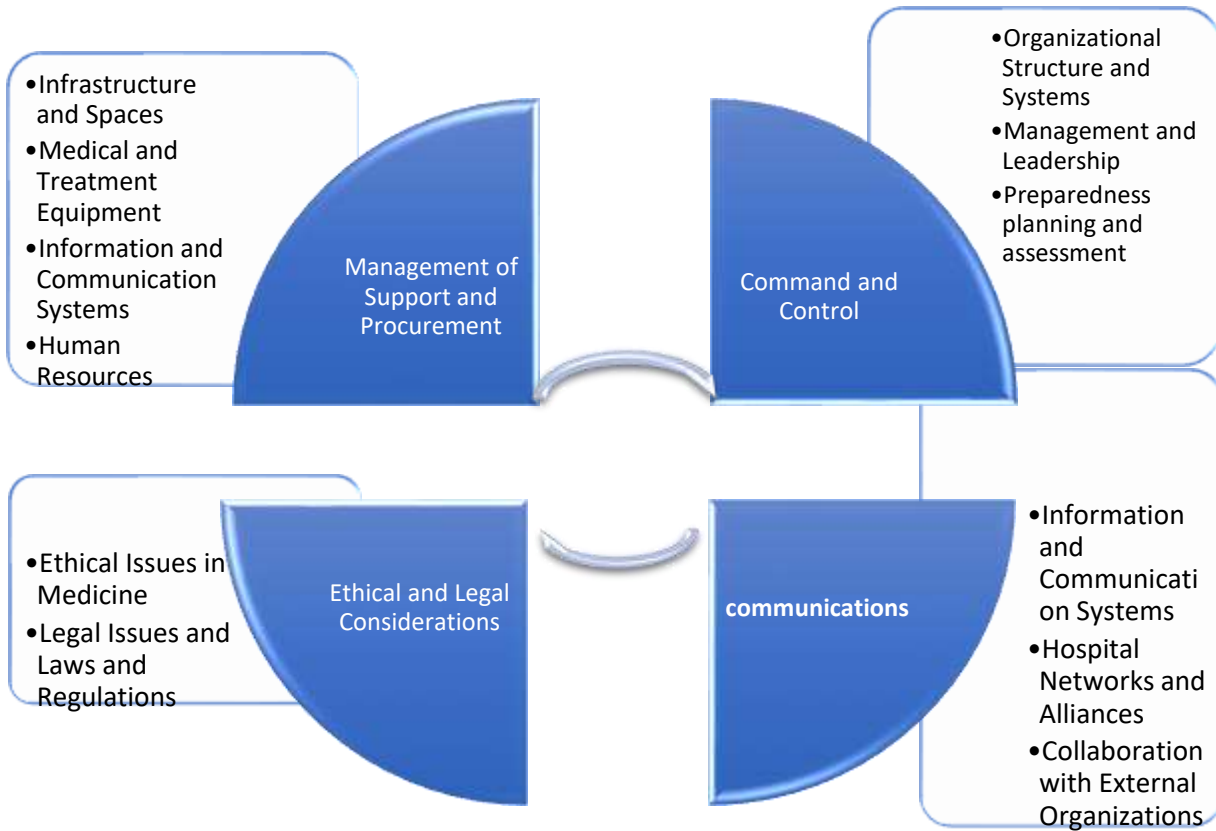 •Infrastructure
and Spaces
•Medical and
Treatment
Equipment
•Information and
Communication
Systems
•Human
Resources
Management of
Support and
Procurement
•Organizational
Structure and
Systems
•Management and
Leadership
•Preparedness
planning and
assessment
Command and
Control
•Ethical Issues in
Medicine
•Legal Issues and
Laws and
Regulations
Ethical and Legal
Considerations
communications
•Information
and
Communicati
on Systems
•Hospital
Networks and
Alliances
•Collaboration
with External
Organizations